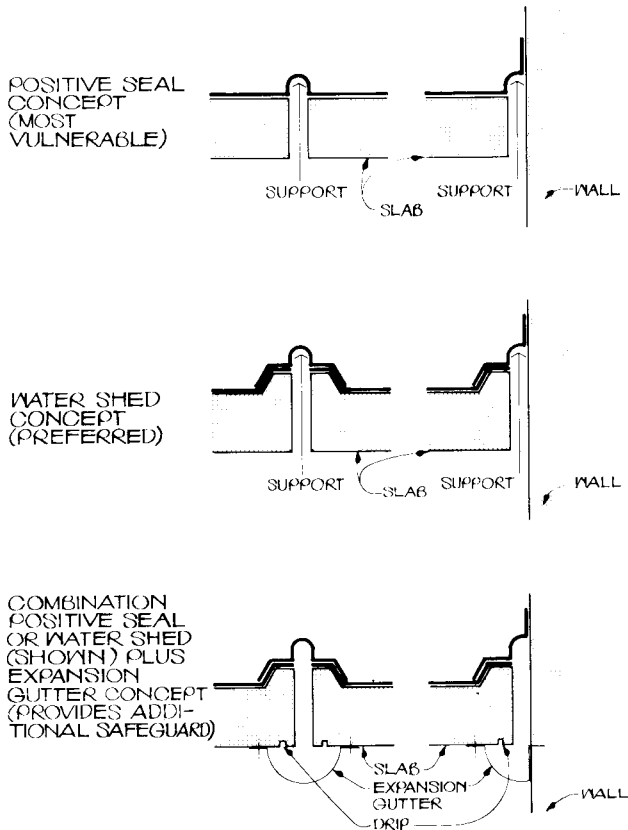 POSITIVE SEAL
CONCEPT
(MOST
VULNERABLE)
SUPPORT
SLAB
SUPPORT
WALL
WATER SHED
CONCEPT
(PREFERRED)
SUPPORT
SLAB
SUPPORT
WALL
COMBINATION
POSITIVE SEAL
OR WATER SHED
(SHOWN) PLUS
EXPANSION
GUTTER CONCEPT
(PROVIDES ADDI-
TIONAL SAFEGUARD)
SLAB
EXPANSION
GUTTER
DRIP
WALL